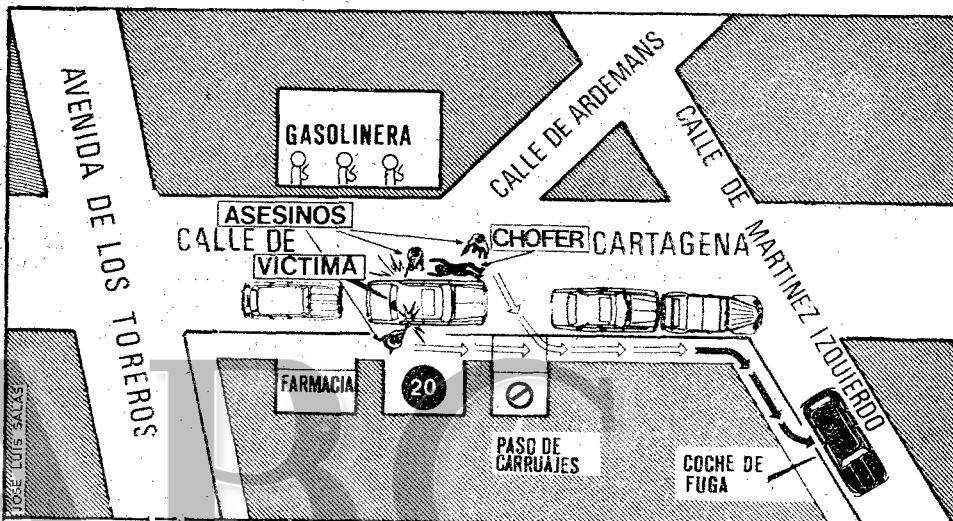 AVENIDA DE LOS TOREROS
GASOLINERA
CALLE DE ARDEMANS
CALLE DE MARTINEZ IZQUIERDO
ASESINOS
CALLE DE
CHOFER
CARTAGENA
VICTIMA
FARMACIA
20
PASO DE
CARRUAJES
COCHE DE
FUGA
JOSE LUIS SALAS
ABC